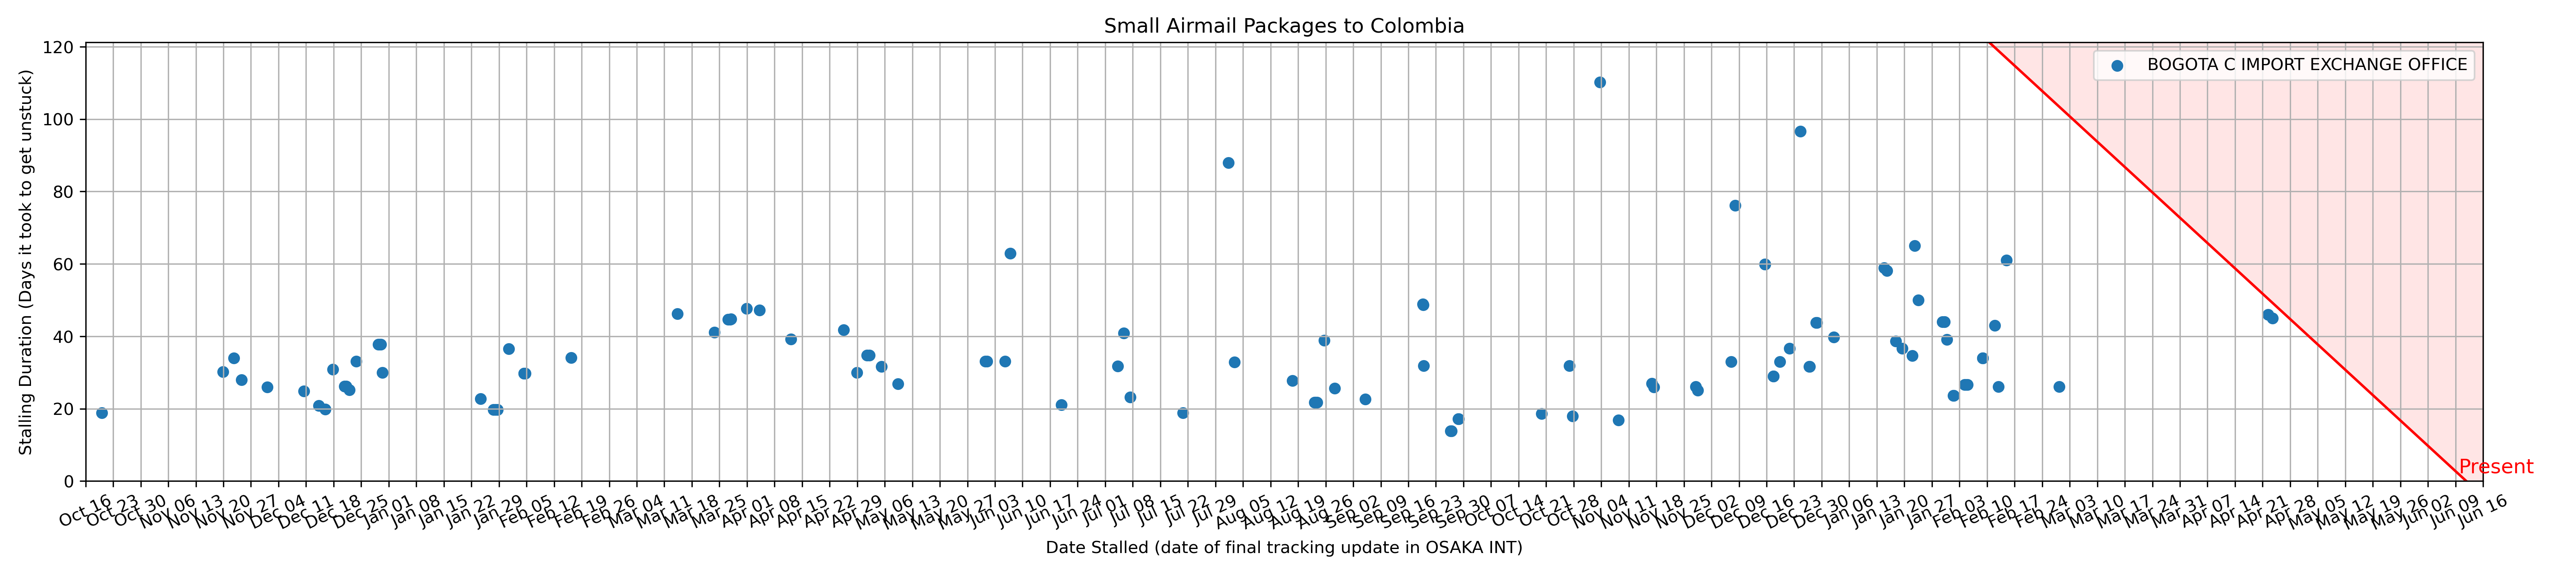 Small Airmail Packages to Colombia
Stalling Duration (Days it took to get unstuck)
120
100
80
60
40
20
0
BOGOTA C IMPORT EXCHANGE OFFICE
Present
Oct 16
Oct 23
Oct 30
Nov 06
Nov 13
Nov 20
Nov 27
Dec 04
Dec 11
Dec 18
Dec 25
Jan 01
Jan 08
Jan 15
Jan 22
Jan 29
Feb 05
Feb 12
Feb 19
Feb 26
Mar 04
Mar 11
Mar 18
Mar 25
Apr 01
Apr 08
Apr 15
Apr 22
Apr 29
May 06
May 13
May 20
May 27
Jun 03
Jun 10
Jun 17
Jun 24
Jul 01
Jul 08
Jul 15
Jul 22
Jul 29
Aug 05
Aug 12
Aug 19
Aug 26
Sep 02
Sep 09
Sep 16
Sep 23
Sep 30
Oct 07
Oct 14
Oct 21
Oct 28
Nov 04
Nov 11
Nov 18
Nov 25
Dec 02
Dec 09
Dec 16
Dec 23
Dec 30
Jan 06
Jan 13
Jan 20
Jan 27
Feb 03
Feb 10
Feb 17
Feb 24
Mar 03
Mar 10
Mar 17
Mar 24
Mar 31
Apr 07
Apr 14
Apr 21
Apr 28
May 05
May 12
May 19
May 26
Jun 02
Jun 09
Jun 16
Date Stalled (date of final tracking update in OSAKA INT)